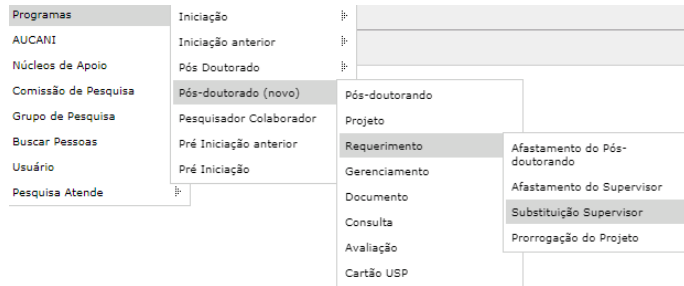 Programas
AUCANI
Núcleos de Apoio
Comissão de Pesquisa
Grupo de Pesquisa
Buscar Pessoas
Usuário
Pesquisa Atende
Iniciação
Iniciação anterior
Pós Doutorado
Pós-doutorado (novo)
Pesquisador Colaborador
Pré Iniciação anterior
Pré Iniciação
Pós-doutorando
Projeto
Requerimento
Gerenciamento
Documento
Consulta
Avaliação
Cartão USP
Afastamento do Pós-
doutorando
Afastamento do Supervisor
Substituição Supervisor
Prorrogação do Projeto